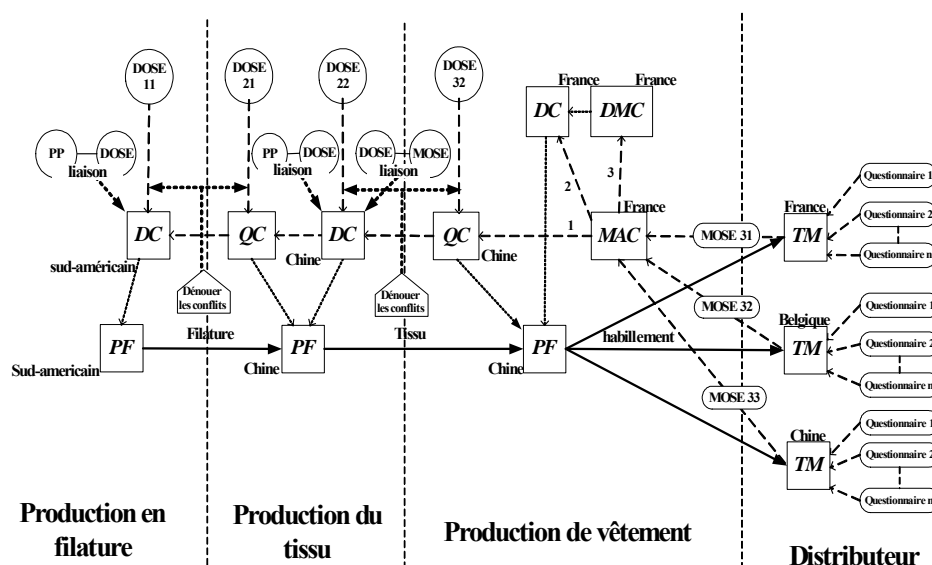 DOSE
11
DOSE
21
DOSE
22
DOSE
32
France
France
DC
DMC
PP
DOSE
liaison
PP
DOSE
liaison
DOSE
MOSE
liaison
2
3
France
1
MAC
MOSE 31
France
TM
Questionnaire 1
Questionnaire 2
Questionnaire n
DC
sud-américain
QC
DC
Chine
QC
Chine
Dénouer
les conflits
Dénouer
les conflits
MOSE 32
Belgique
TM
Questionnaire 1
Questionnaire 2
Questionnaire n
PF
Sud-americain
Filature
PF
Chine
Tissu
PF
Chine
habillement
MOSE 33
Chine
TM
Questionnaire 1
Questionnaire 2
Questionnaire n
Production en
filature
Production du
tissu
Production de vêtement
Distributeur